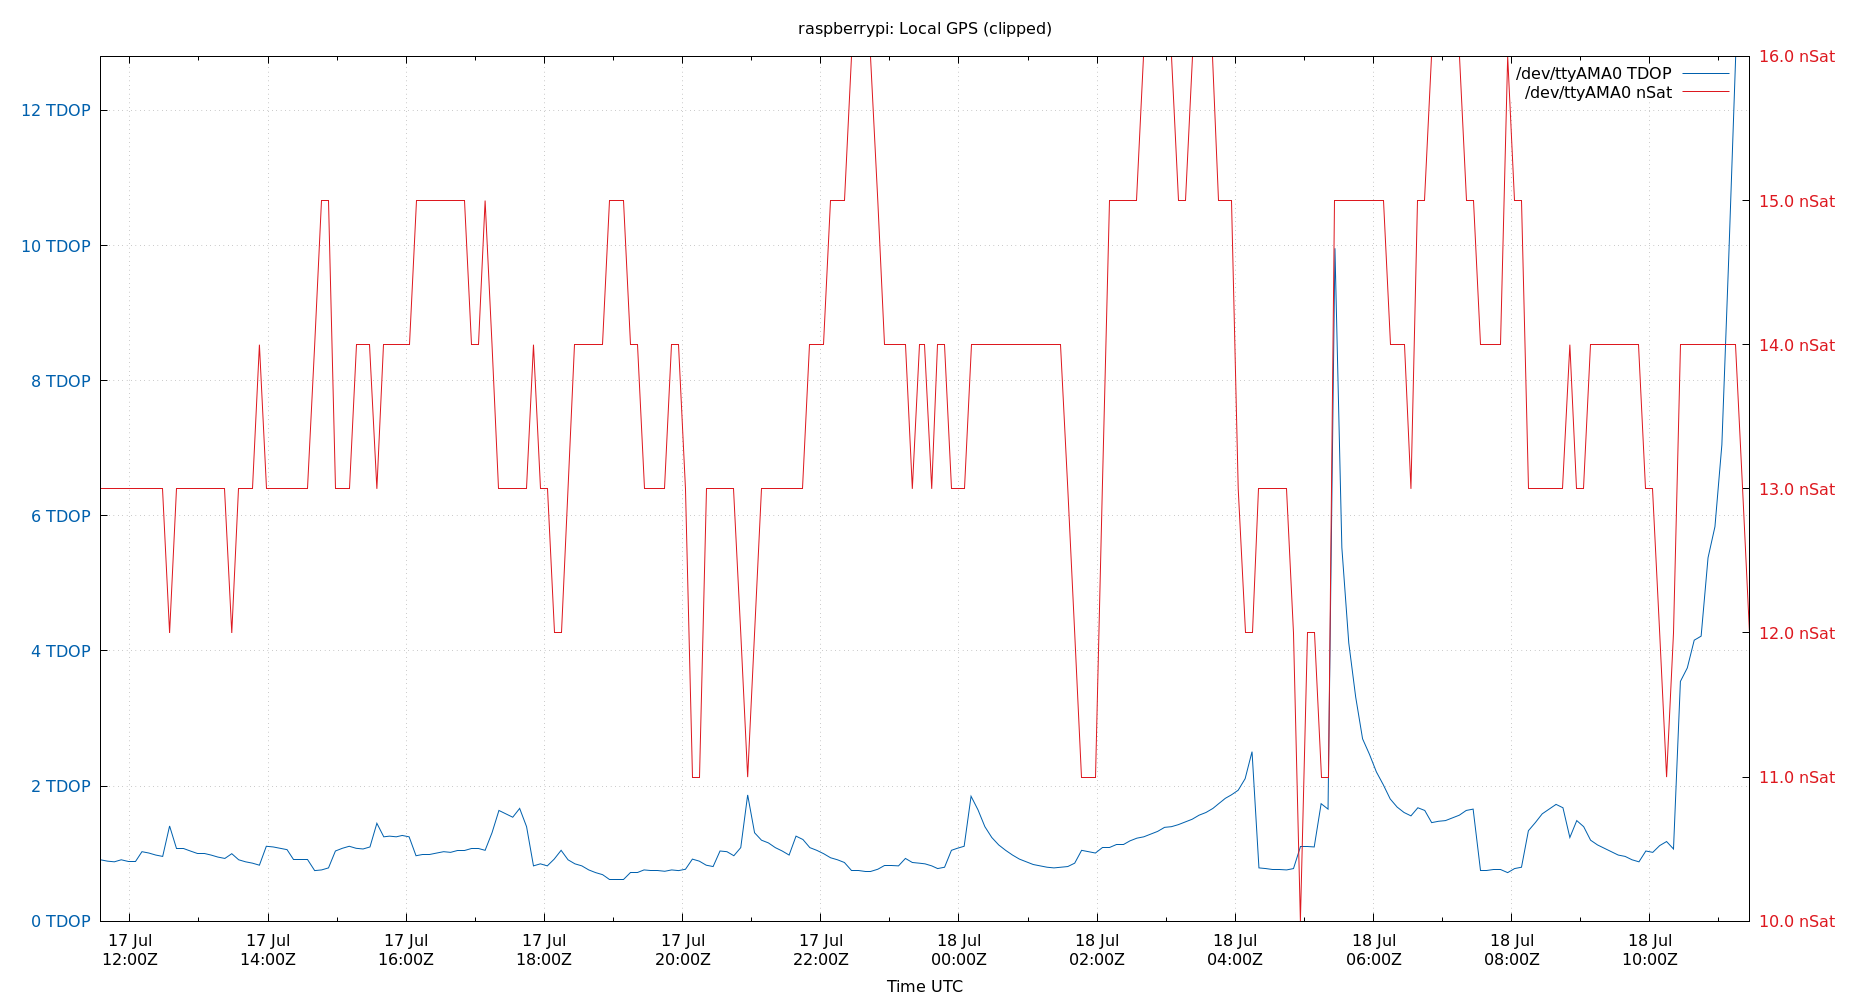 raspberrypi: Local GPS (clipped)
/dev/ttyAMA0 TDOP
/dev/ttyAMA0 nSat
12 TDOP
10 TDOP
8 TDOP
6 TDOP
4 TDOP
2 TDOP
0 TDOP
16.0 nSat
15.0 nSat
14.0 nSat
13.0 nSat
12.0 nSat
11.0 nSat
10.0 nSat
17 Jul
12:00Z
17 Jul
14:00Z
17 Jul
16:00Z
17 Jul
18:00Z
17 Jul
20:00Z
17 Jul
22:00Z
18 Jul
00:00Z
18 Jul
02:00Z
18 Jul
04:00Z
18 Jul
06:00Z
18 Jul
08:00Z
18 Jul
10:00Z
Time UTC